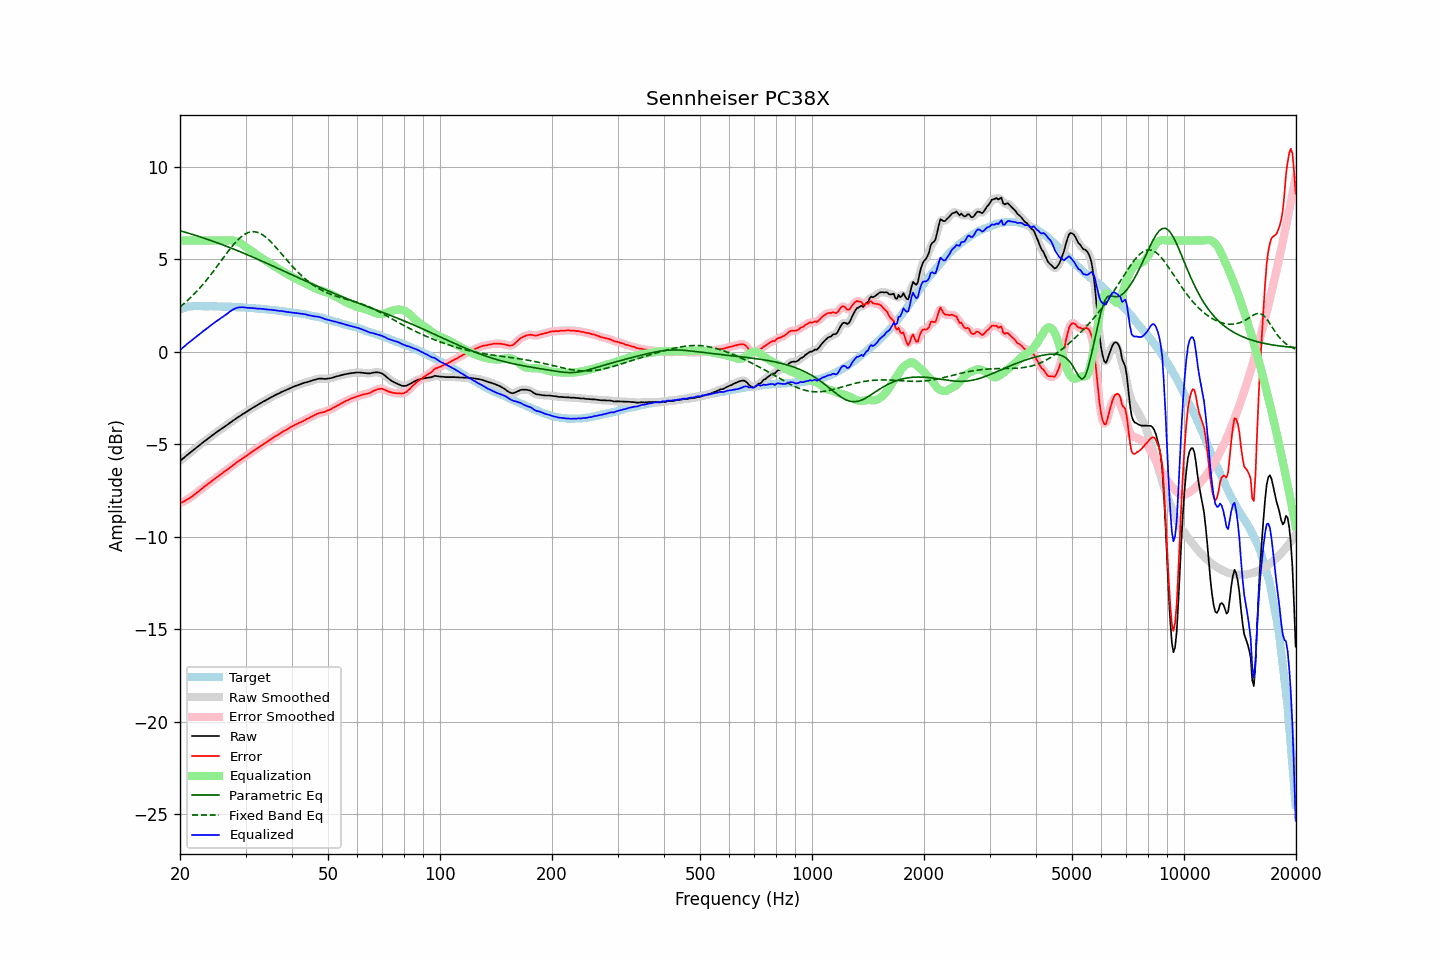 Sennheiser PC38X
10
5
0
−5
−10
−15
−20
−25
Amplitude (dBr)
Target
Raw Smoothed
Error Smoothed
Raw
Error
Equalization
Parametric Eq
Fixed Band Eq
Equalized
20 50 100 200 500 1000 2000 5000 10000 20000
Frequency (Hz)